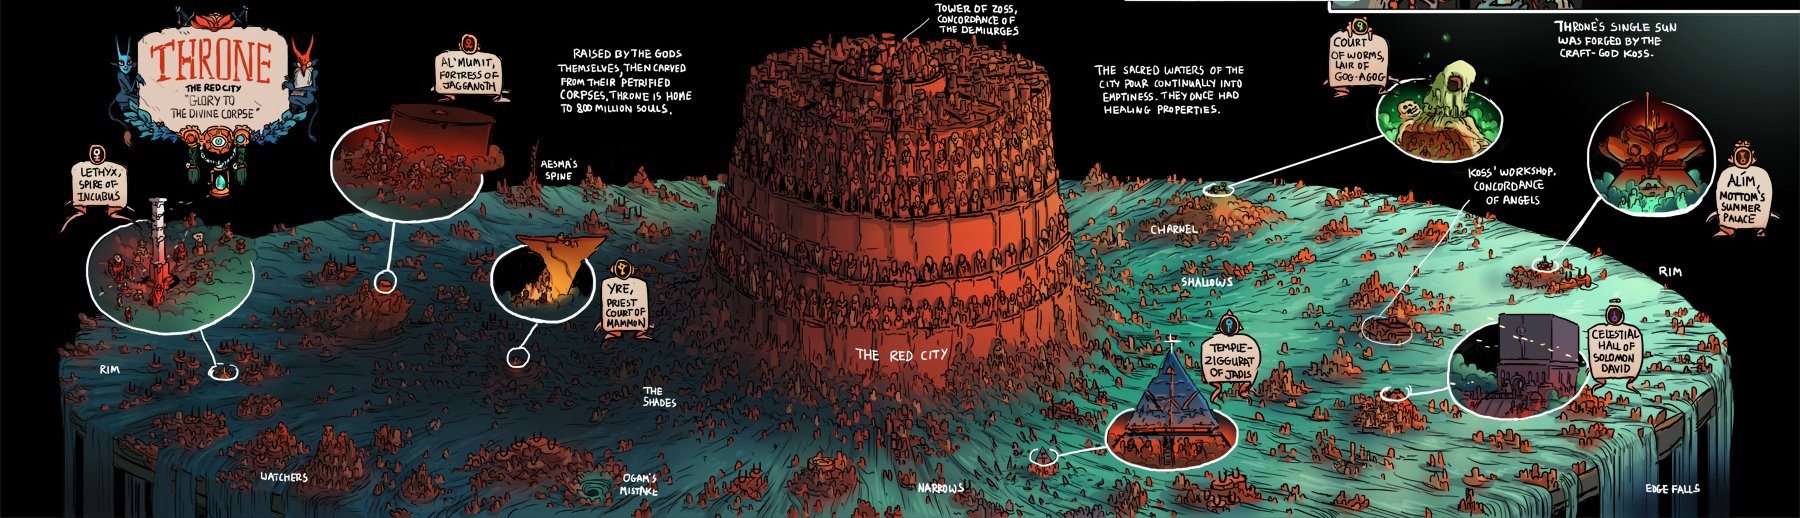 THRONE
THE RED CITY
"GLORY TO
THE DIVINE CORPSE"
LETHYX,
SPIRE OF
INCUBUS
AL'MUMIT,
FORTRESS OF
JAGGANOTH
RAISED BY THE GODS
THEMSELVES, THEN CARVED
FROM THEIR PETRIFIED
CORPSES, THRONE IS HOME
TO 800 MILLION SOULS.
AESMA'S
SPINE
YRE,
PRIEST
COURT OF
MAMMON
TOWER OF ZOSS,
CONCORDANCE OF
THE DEMIURGES
THE SACRED WATERS OF THE
CITY POUR CONTINUALLY INTO
EMPTINESS. THEY ONCE HAD
HEALING PROPERTIES.
COURT
OF WORMS,
LAIR OF
GOG-AGOG
THRONE'S SINGLE SUN
WAS FORGED BY THE
CRAFT-GOD KOSS.
KOSS' WORKSHOP.
CONCORDANCE
OF ANGELS
ALÍM,
MOTTOM'S
SUMMER
PALACE
CHARNEL
SHALLOWS
RIM
RIM
THE RED CITY
TEMPLE-
ZIGGURAT
OF JADIS
CELESTIAL
HALL OF
SOLOMON
DAVID
THE
SHADES
WATCHERS
OGAM'S
MISTAKE
NARROWS
EDGE FALLS